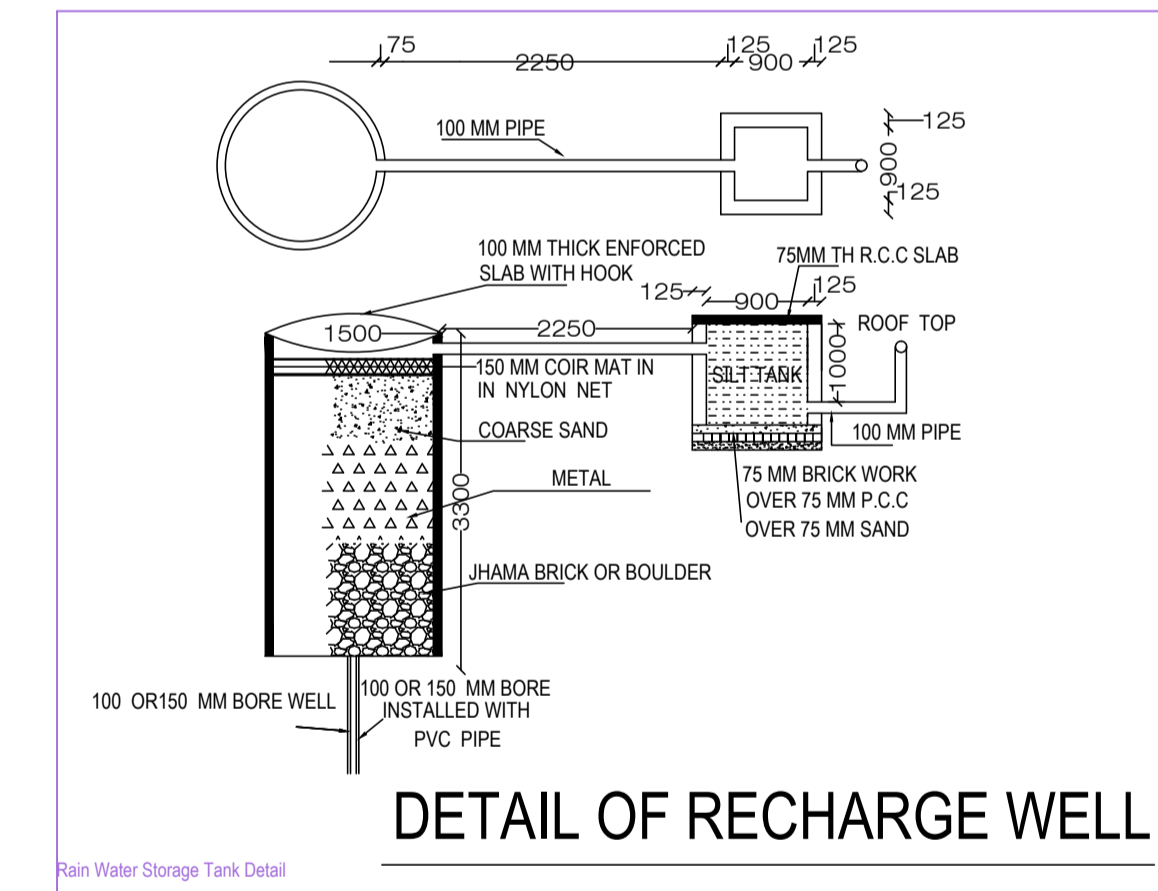 75
2250
125
900
125
100 MM PIPE
125
900
125
100 MM THICK ENFORCED
SLAB WITH HOOK
75MM TH R.C.C SLAB
125
900
125
1500
2250
ROOF TOP
1000
SILT TANK
150 MM COIR MAT IN
IN NYLON NET
COARSE SAND
100 MM PIPE
METAL
3300
75 MM BRICK WORK
OVER 75 MM P.C.C
OVER 75 MM SAND
JHAMA BRICK OR BOULDER
100 OR150 MM BORE WELL
100 OR 150 MM BORE
INSTALLED WITH
PVC PIPE
DETAIL OF RECHARGE WELL
Rain Water Storage Tank Detail